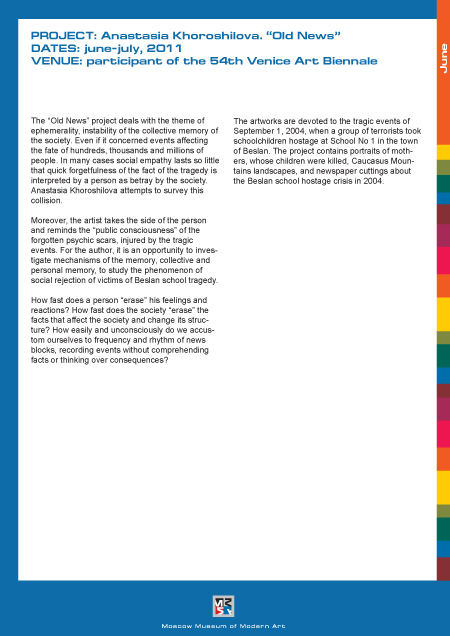 PROJECT: Anastasia Khoroshilova. “Old News”
DATES: june-july, 2011
VENUE: participant of the 54th Venice Art Biennale
June
The “Old News” project deals with the theme of
ephemerality, instability of the collective memory of
the society. Even if it concerned events affecting
the fate of hundreds, thousands and millions of
people. In many cases social empathy lasts so little
that quick forgetfulness of the fact of the tragedy is
interpreted by a person as betray by the society.
Anastasia Khoroshilova attempts to survey this
collision.
Moreover, the artist takes the side of the person
and reminds the “public consciousness” of the
forgotten psychic scars, injured by the tragic
events. For the author, it is an opportunity to inves-
tigate mechanisms of the memory, collective and
personal memory, to study the phenomenon of
social rejection of victims of Beslan school tragedy.
How fast does a person “erase” his feelings and
reactions? How fast does the society “erase” the
facts that affect the society and change its struc-
ture? How easily and unconsciously do we accus-
tom ourselves to frequency and rhythm of news
blocks, recording events without comprehending
facts or thinking over consequences?
The artworks are devoted to the tragic events of
September 1, 2004, when a group of terrorists took
schoolchildren hostage at School No 1 in the town
of Beslan. The project contains portraits of moth-
ers, whose children were killed, Caucasus Moun-
tains landscapes, and newspaper cuttings about
the Beslan school hostage crisis in 2004.
Moscow Museum of Modern Art